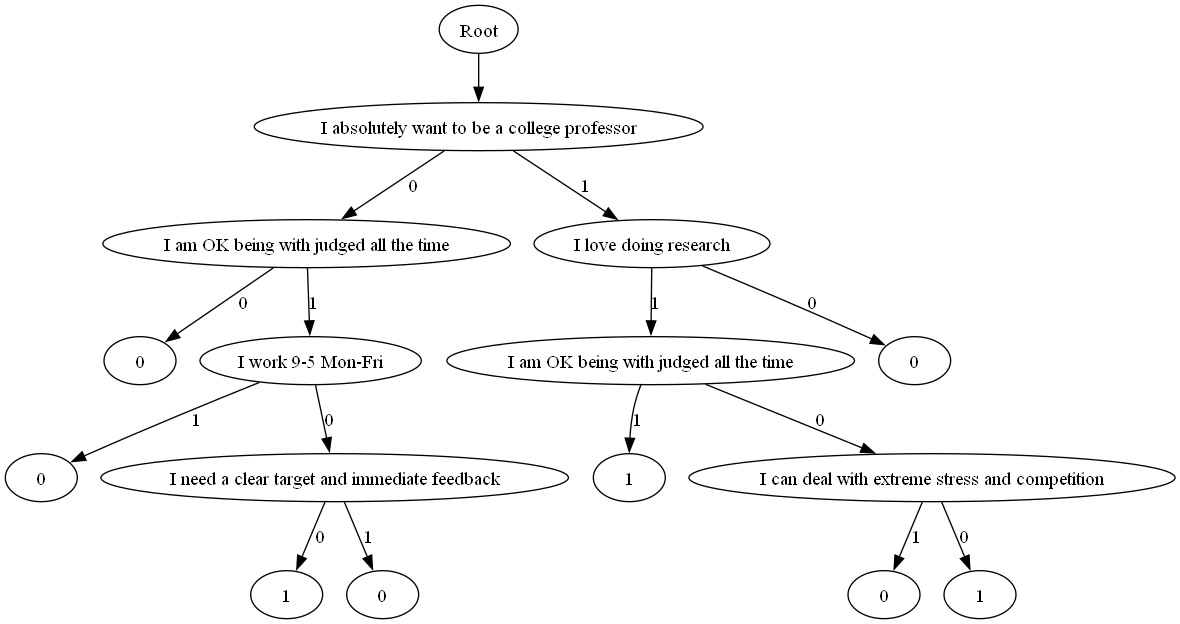 Root
I absolutely want to be a college professor
0
1
I am OK being with judged all the time
I love doing research
0
1
1
0
0
I work 9-5 Mon-Fri
I am OK being with judged all the time
0
1
0
1
0
0
I need a clear target and immediate feedback
1
I can deal with extreme stress and competition
0
1
1
0
1
0
0
1